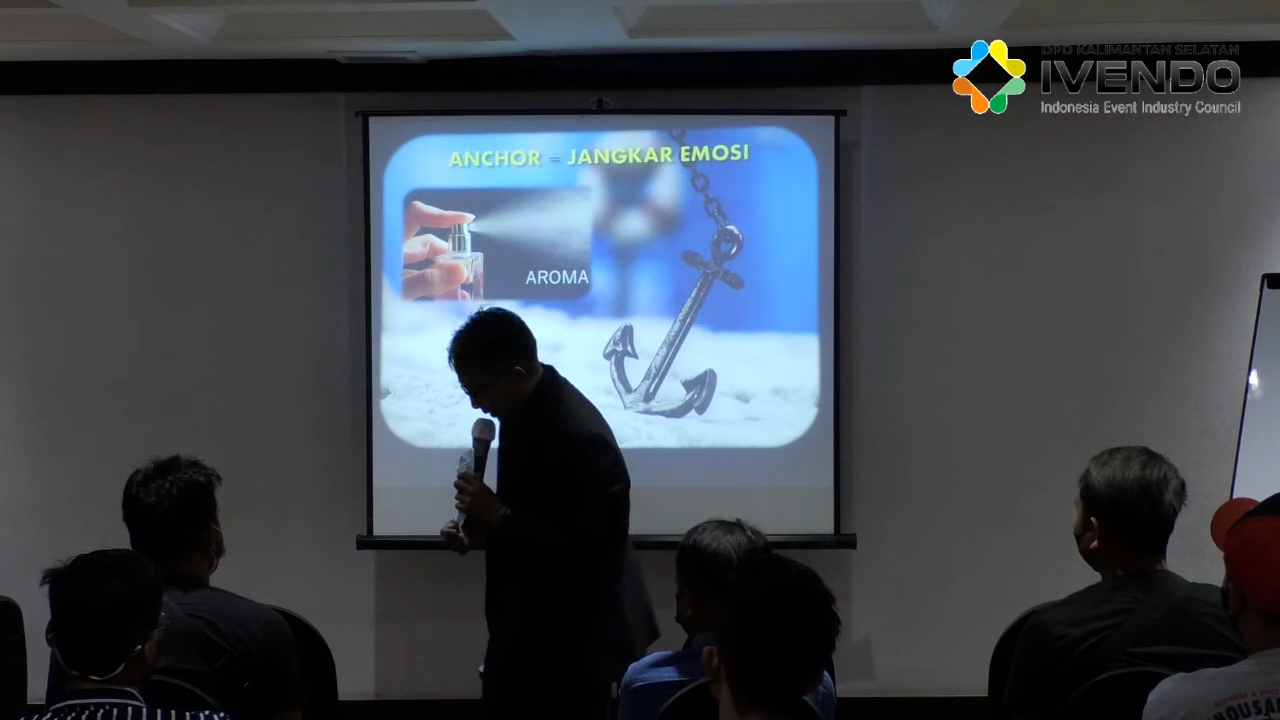 DPD KALIMANTAN SELATAN
IVENDO
Indonesia Event Industry Council
ANCHOR = JANGKAR EMOSI
AROMA